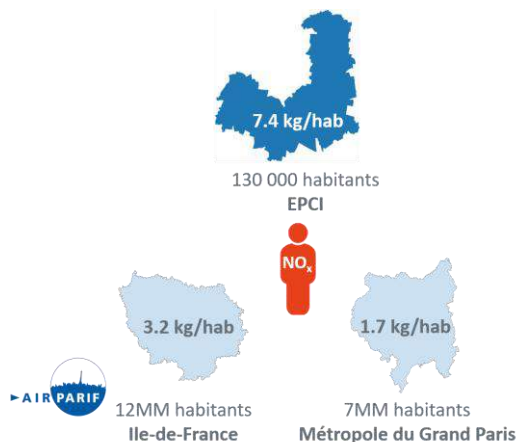 7.4 kg/hab
130 000 habitants
EPCI
NOx
3.2 kg/hab
1.7 kg/hab
AIRPARIF
12MM habitants
7MM habitants
Ile-de-France
Métropole du Grand Paris